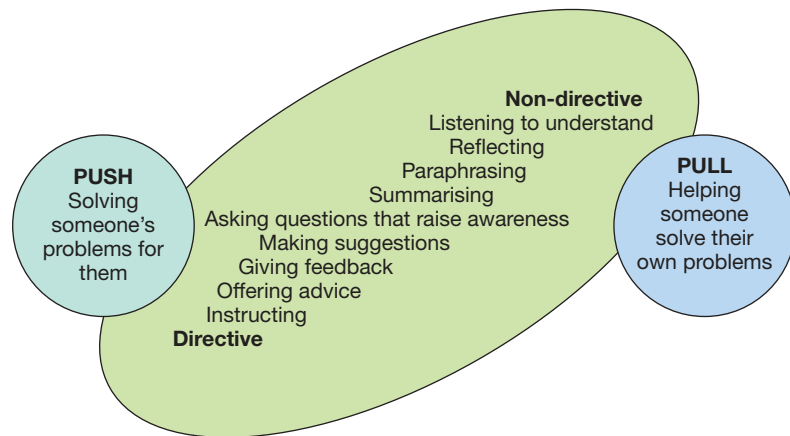 PUSH
Solving
someone's
problems for
them
Non-directive
Listening to understand
Reflecting
Paraphrasing
Summarising
Asking questions that raise awareness
Making suggestions
Giving feedback
Offering advice
Instructing
Directive
PULL
Helping
someone
solve their
own problems